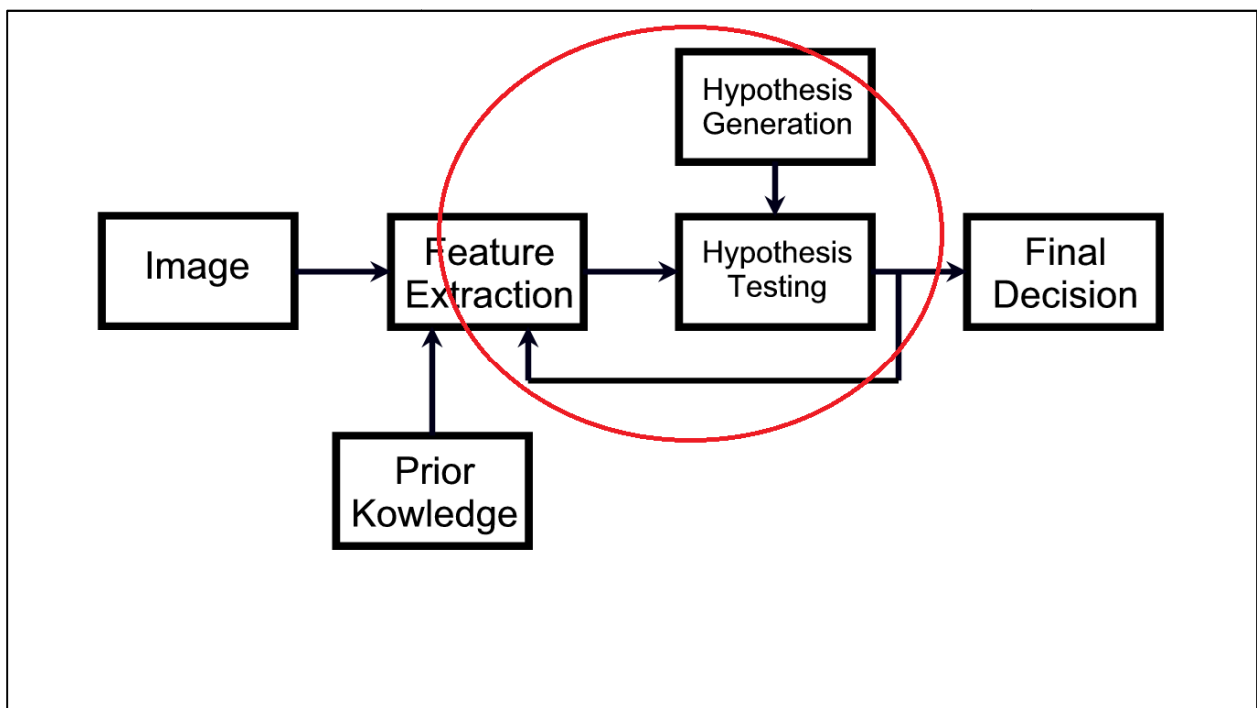 Hypothesis
Generation
Image
Feature
Extraction
Hypothesis
Testing
Final
Decision
Prior
Kowledge